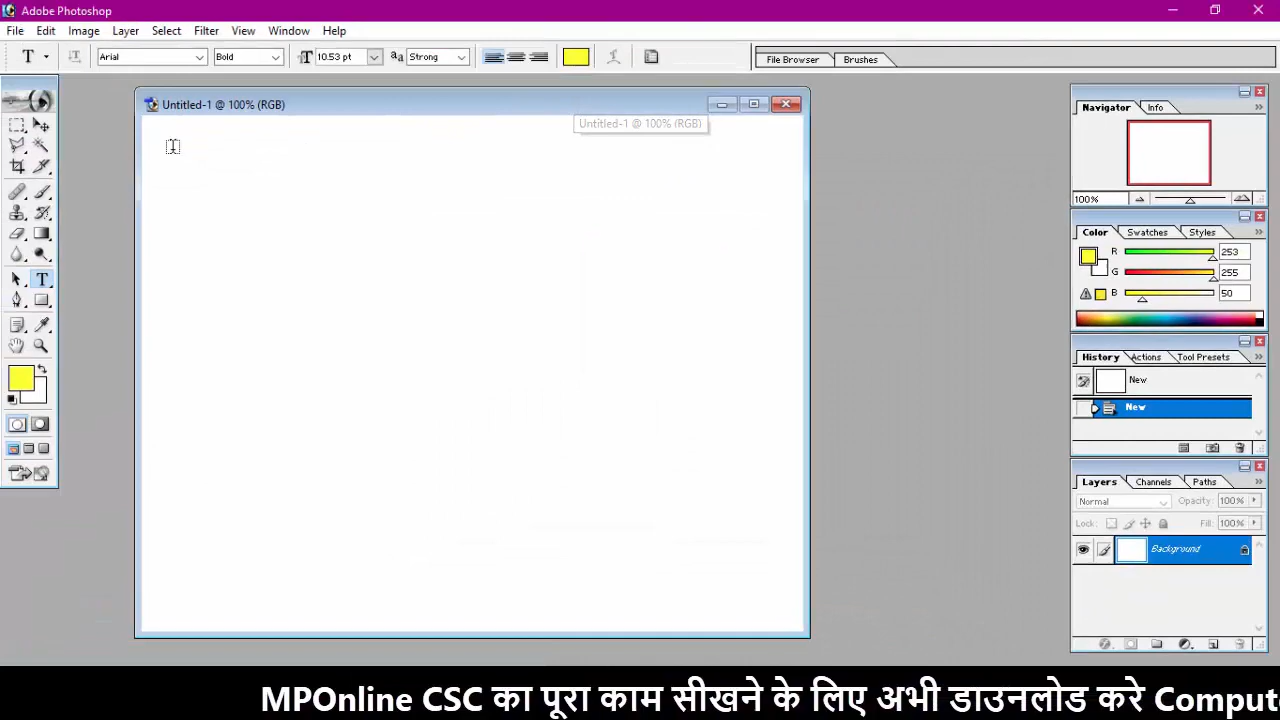 Adobe Photoshop
File Edit Image Layer Select Filter View Window Help
T Arial Bold T 10.53 pt aa Strong File Browser Brushes
Untitled-1 @ 100% (RGB)
Untitled-1 @ 100% (RGB)
Navigator Info
100%
Color Swatches Styles
R 253
G 255
B 50
History Actions Tool Presets
New
New
Layers Channels Paths
Normal Opacity: 100%
Lock: Fill: 100%
Background
MPOnline CSC का पूरा काम सीखने के लिए अभी डाउनलोड करे Comput